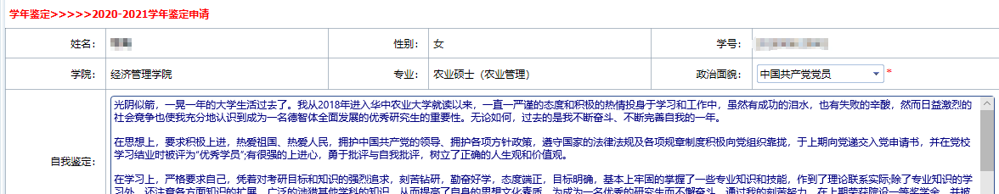 学年鉴定>>>>>2020-2021学年鉴定申请
姓名： 性别： 女 学号：
学院： 经济管理学院 专业： 农业硕士（农业管理） 政治面貌： 中国共产党党员 *
自我鉴定：
光阴似箭，一晃一年的大学生活过去了。我从2018年进入华中农业大学就读以来，一直一严谨的态度和积极的热情投身于学习和工作中，虽然有成功的泪水，也有失败的辛酸，然而日益激烈的
社会竞争也使我充分地认识到成为一名德智体全面发展的优秀研究生的重要性。无论如何，过去的是我不断奋斗、不断完善自我的一年。
在思想上，要求积极上进，热爱祖国、热爱人民，拥护中国共产党的领导、拥护各项方针政策，遵守国家的法律法规及各项规章制度积极向党组织靠拢，于上期向党递交入党申请书，并在党校
学习结业时被评为“优秀学员”;有很强的上进心，勇于批评与自我批评，树立了正确的人生观和价值观。
在学习上，严格要求自己，凭着对考研目标和知识的强烈追求，刻苦钻研，勤奋好学，态度端正，目标明确，基本上牢固的掌握了一些专业知识和技能，作到了理论联系实际;除了专业知识的学
习外，还注意各方面知识的扩展，广泛的涉猎其他学科的知识，从而提高了自身的思想文化素质，为成为一名优秀的研究生而不懈奋斗，通过我的刻苦努力，在上期荣获院设一等奖学金，并被